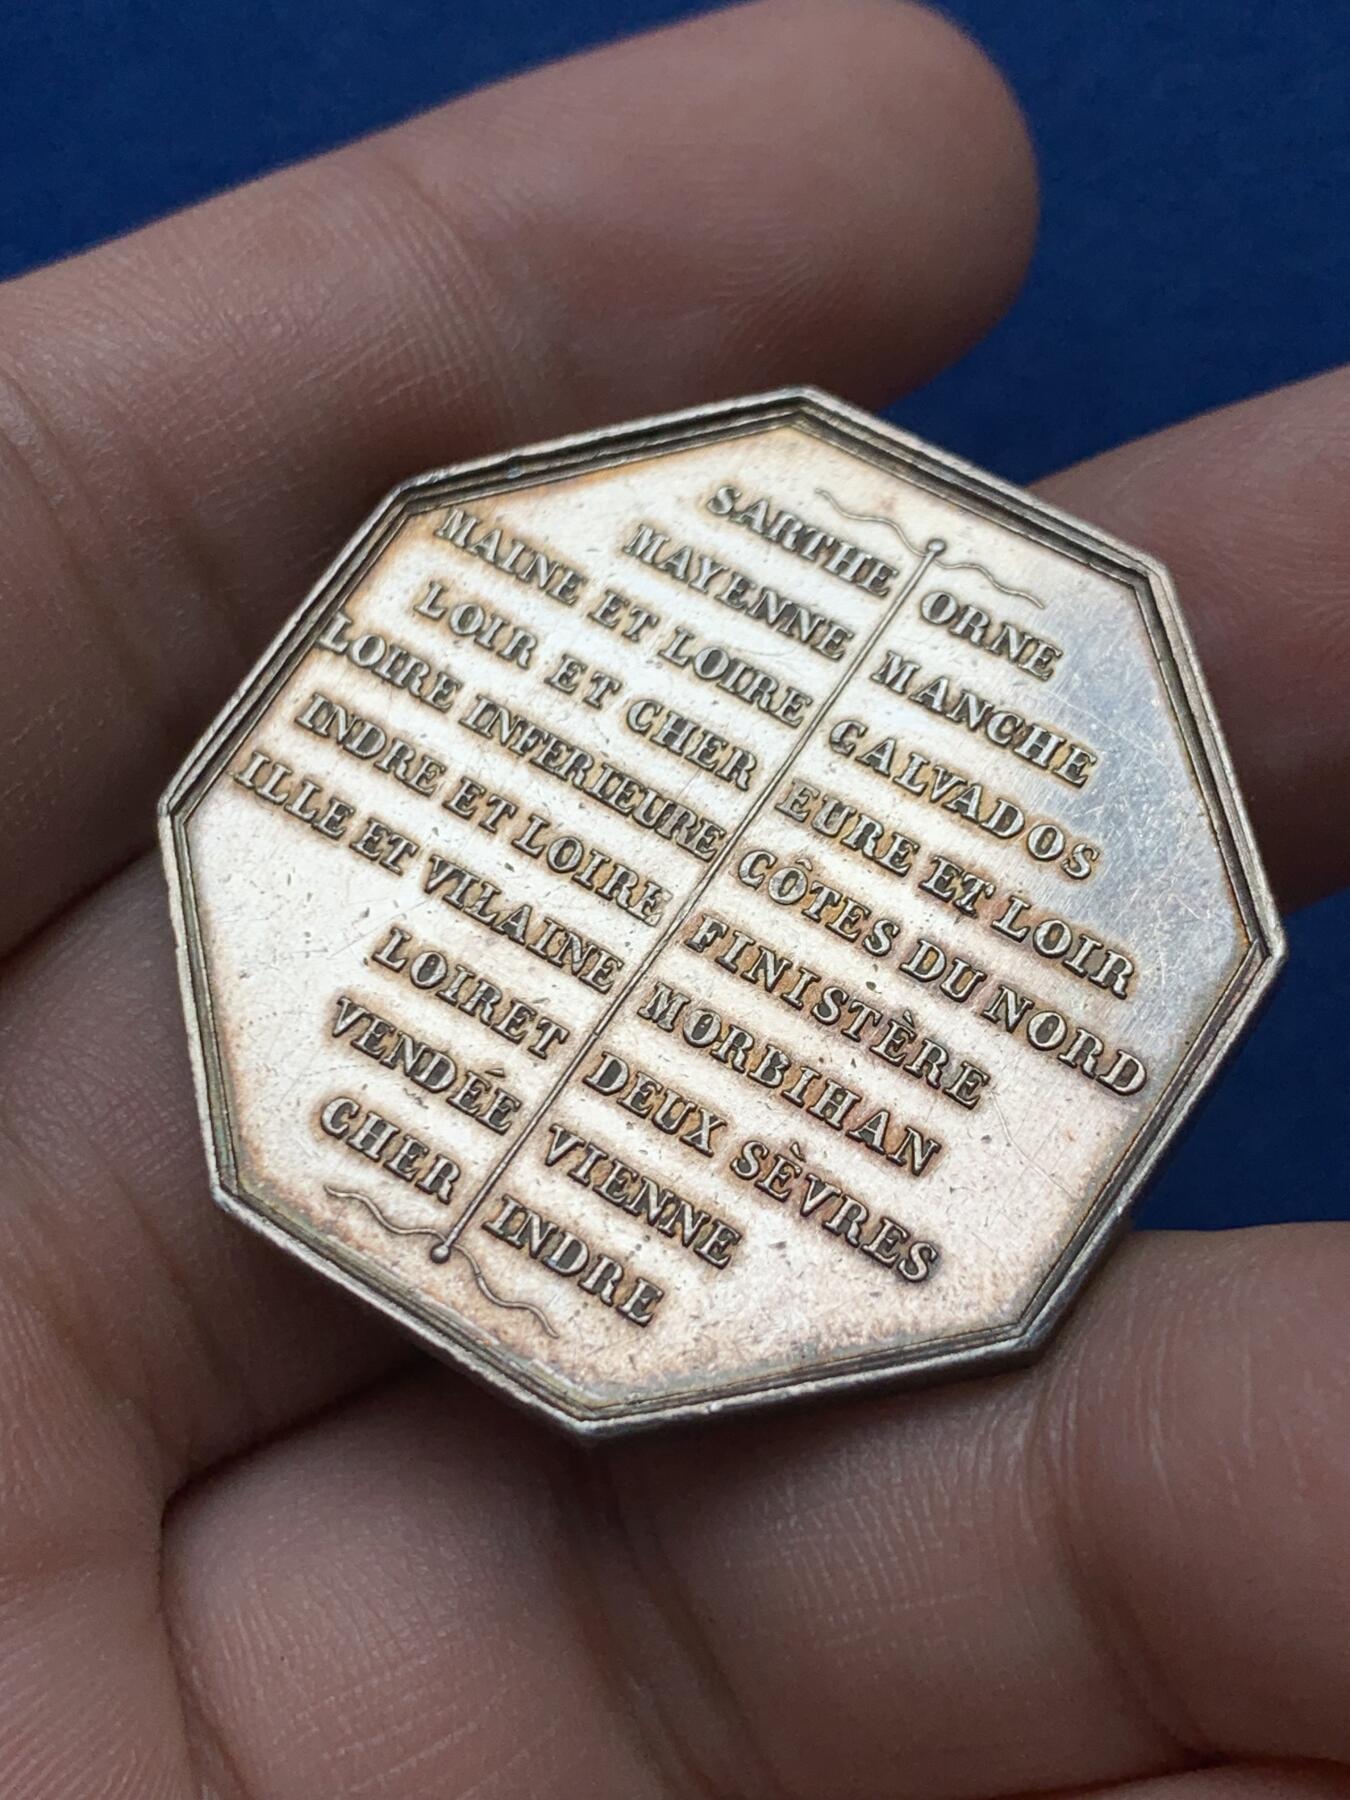 SARTHE
MAYENNE
MAINE ET LOIRE
LOIR ET CHER
LOIRE INFERIEURE
INDRE ET LOIRE
ILLE ET VILAINE
LOIRÉT
VENDÉE
CHER
ORNE
MANCHE
CALVADOS
EURE ET LOIR
CÔTES DU NORD
FINISTÈRE
MORBIHAN
DEUX SÈVRES
VIENNE
INDRE